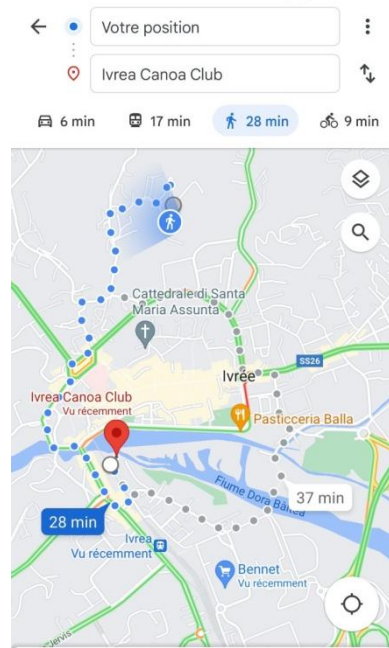 Votre position
Ivrea Canoa Club
6 min
17 min
28 min
9 min
Cattedrale di Santa
Maria Assunta
SS26
Ivrée
Ivrea Canoa Club
Vu récemment
Pasticceria Balla
37 min
Fiume Dora Baltea
28 min
Ivrea
Vu récemment
Bennet
Vu récemment
Jervis